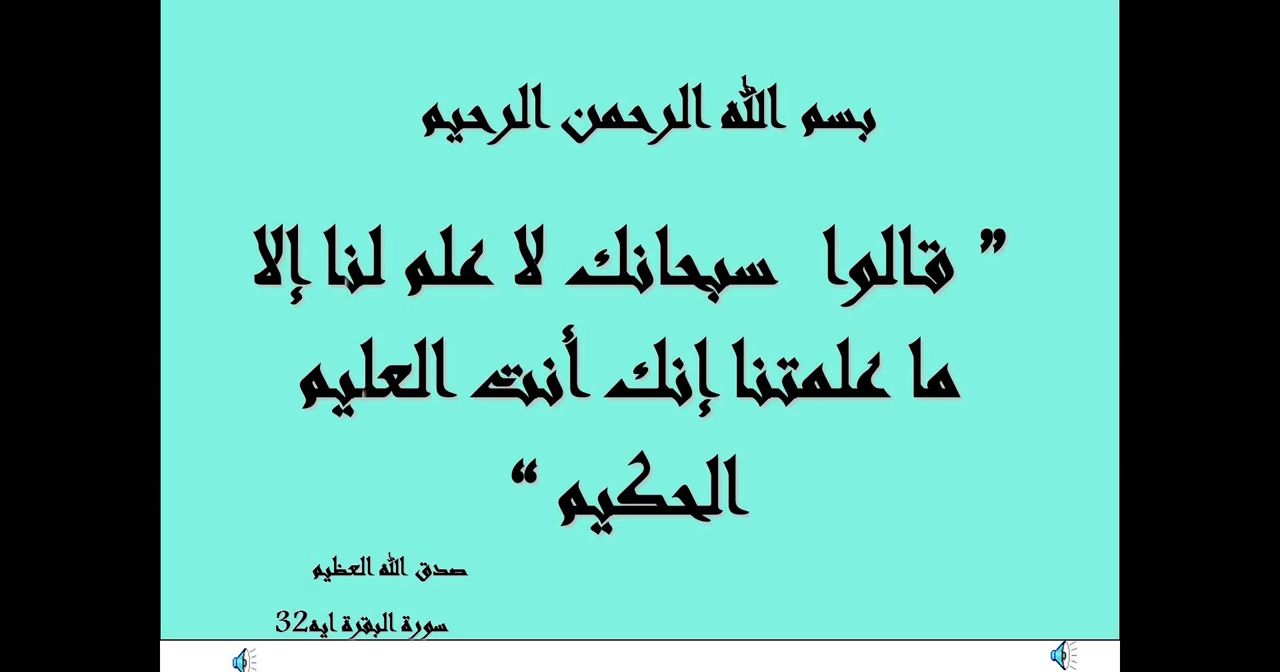 بسم الله الرحمن الرحيم
” قالوا سبحانك لا علم لنا إلا
ما علمتنا إنك أنت العليم
الحكيم “
صدق الله العظيم
سورة البقرة ايه32